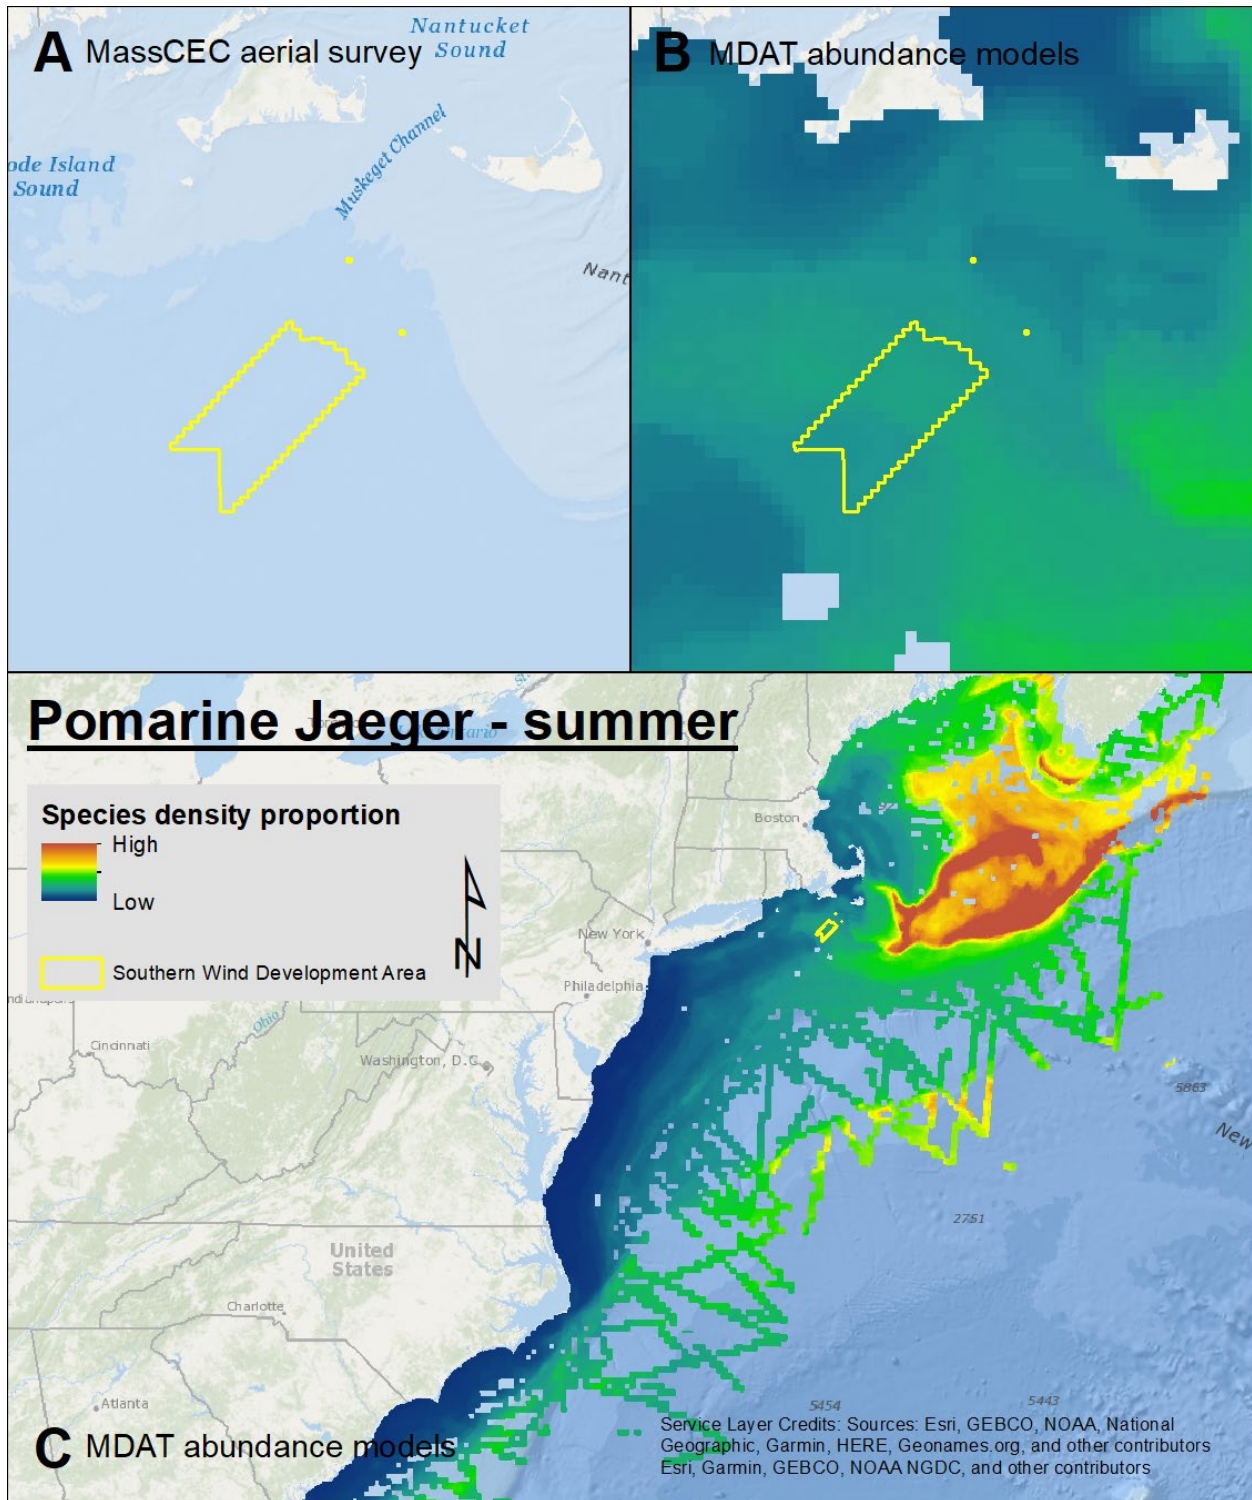 A MassCEC aerial survey
Nantucket
Sound
ode Island
Sound
Muskeget Channel
Nant
B MDAT abundance models
Pomarine Jaeger - summer
Species density proportion
High
Low
Southern Wind Development Area
N
Boston
New York
Philadelphia
Ohio
Cincinnati
Washington, D.C.
5863
New
2751
United
States
Charlotte
Atlanta
5454
5443
C MDAT abundance models
Service Layer Credits: Sources: Esri, GEBCO, NOAA, National
Geographic, Garmin, HERE, Geonames.org, and other contributors
Esri, Garmin, GEBCO, NOAA NGDC, and other contributors